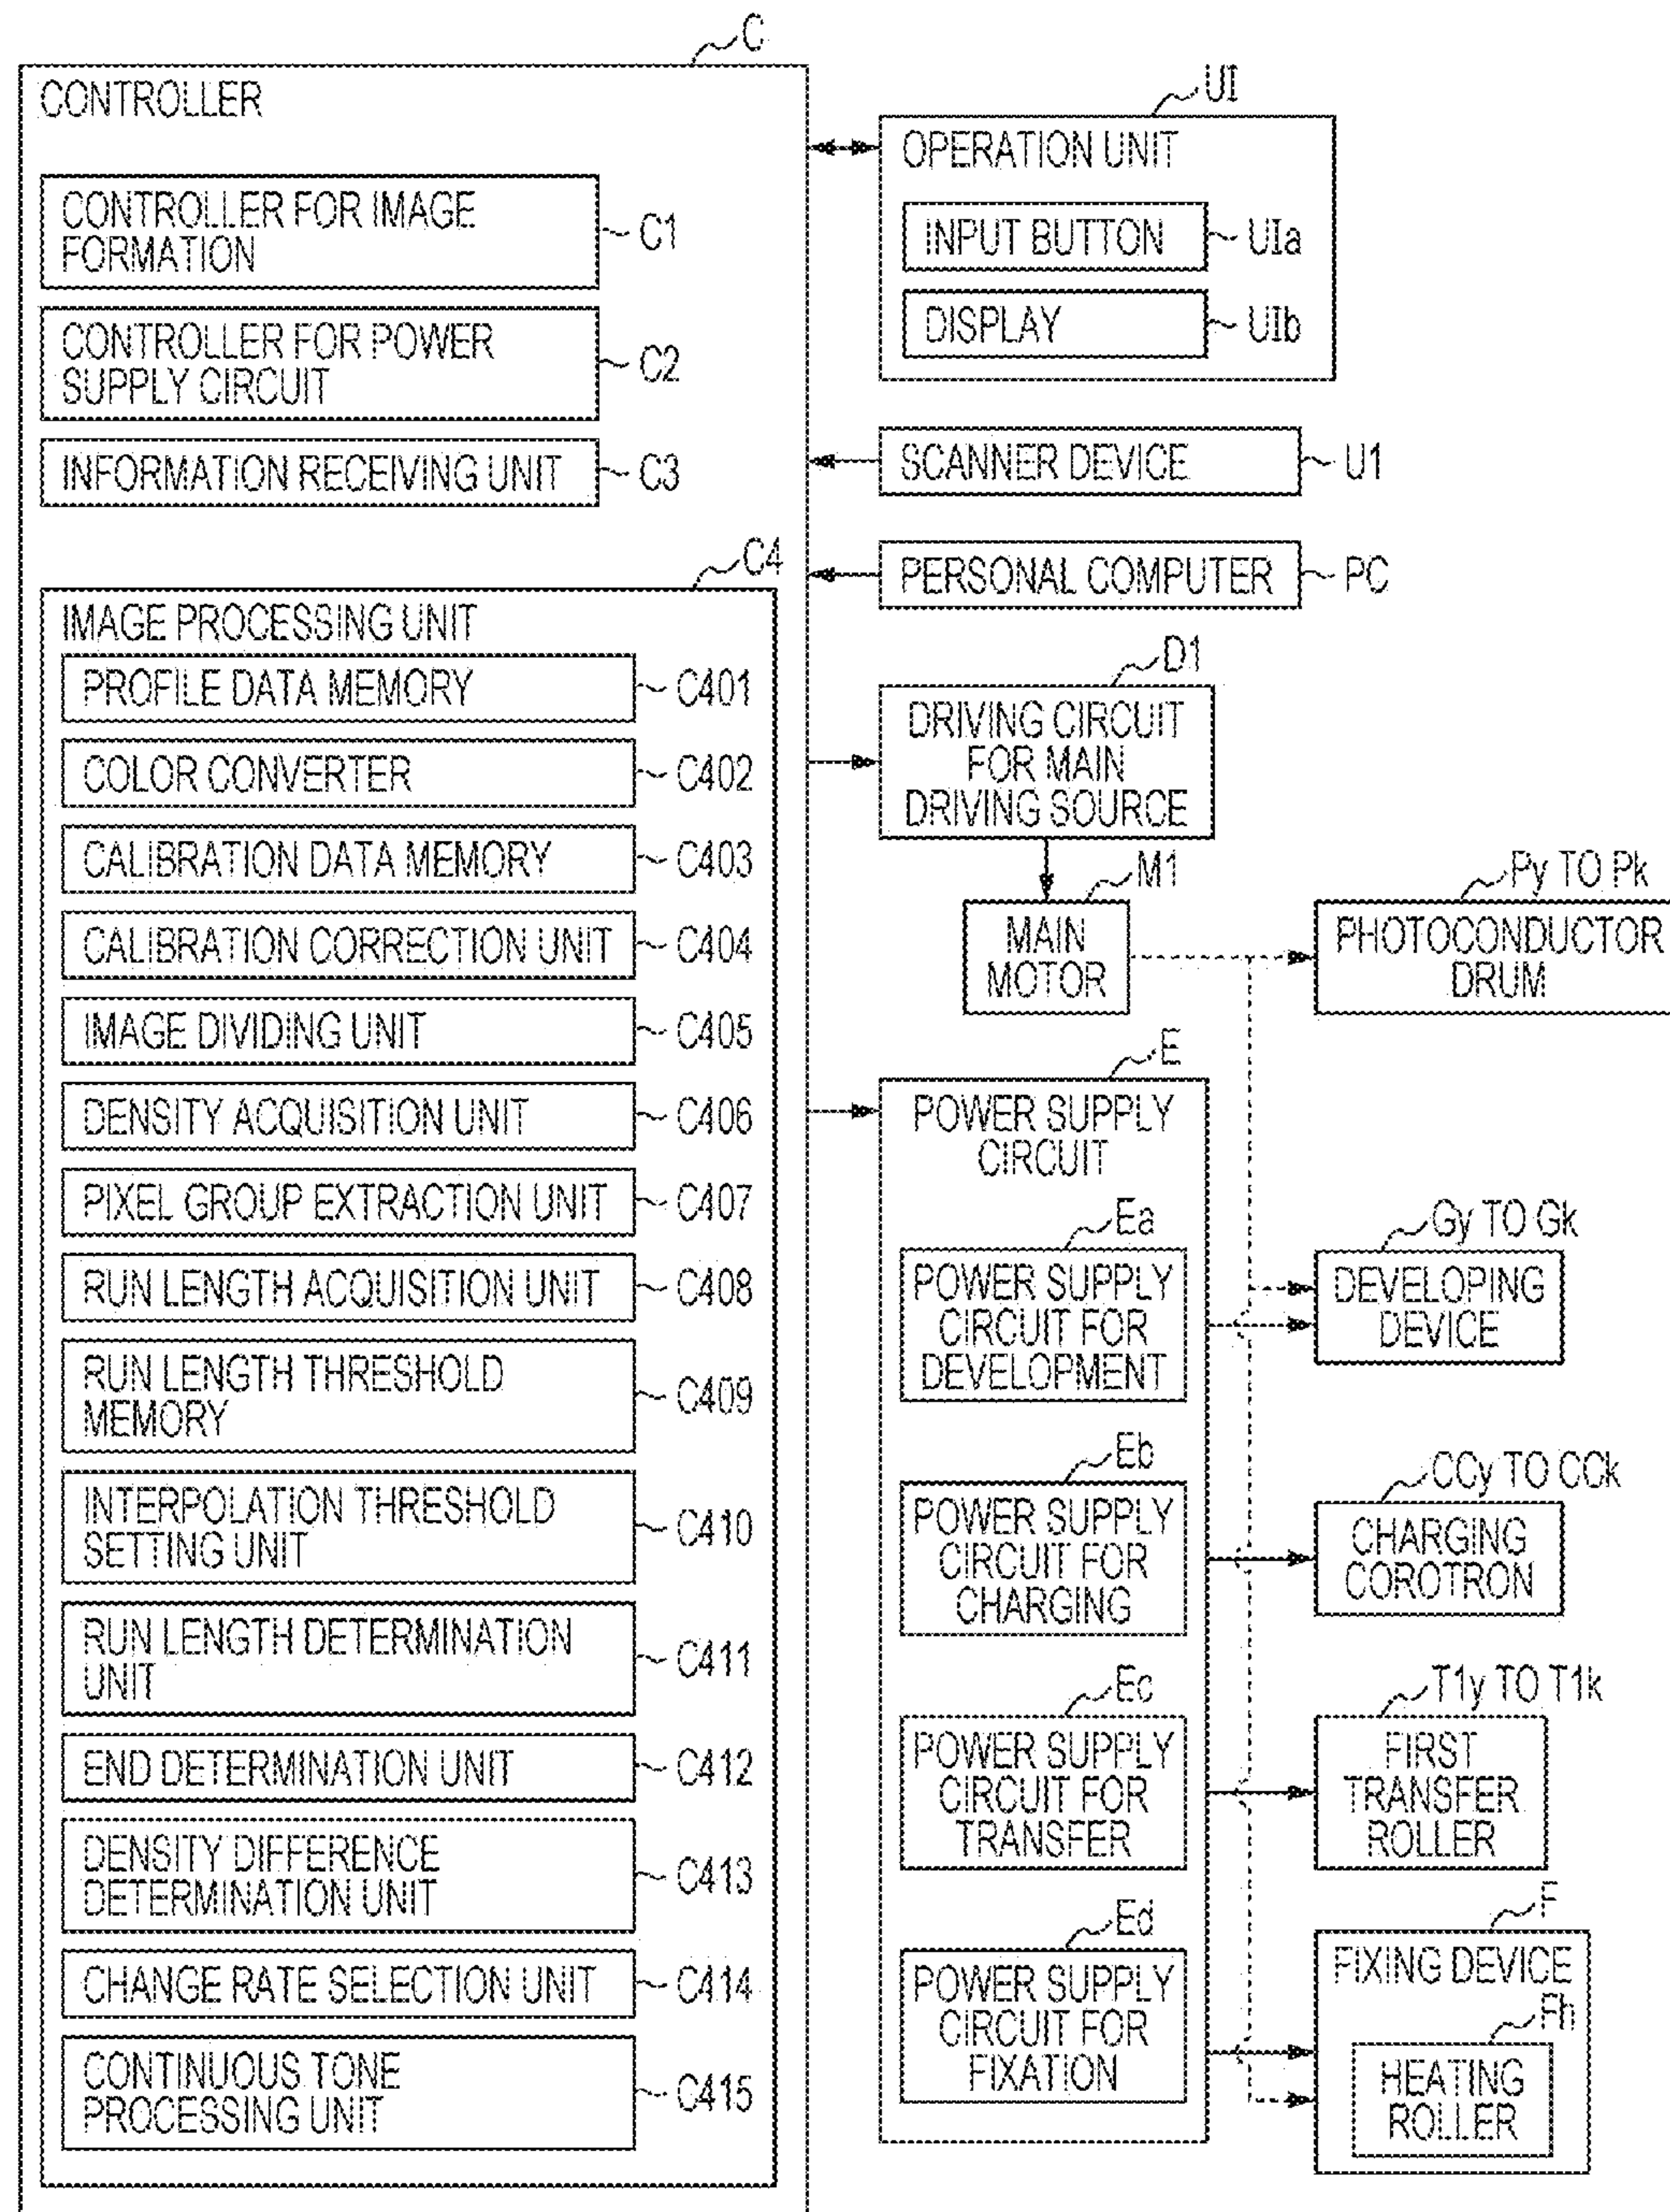 C
CONTROLLER
CONTROLLER FOR IMAGE
FORMATION
C1
CONTROLLER FOR POWER
SUPPLY CIRCUIT
C2
INFORMATION RECEIVING UNIT
C3
C4
IMAGE PROCESSING UNIT
PROFILE DATA MEMORY
C401
COLOR CONVERTER
C402
CALIBRATION DATA MEMORY
C403
CALIBRATION CORRECTION UNIT
C404
IMAGE DIVIDING UNIT
C405
DENSITY ACQUISITION UNIT
C406
PIXEL GROUP EXTRACTION UNIT
C407
RUN LENGTH ACQUISITION UNIT
C408
RUN LENGTH THRESHOLD
MEMORY
C409
INTERPOLATION THRESHOLD
SETTING UNIT
C410
RUN LENGTH DETERMINATION
UNIT
C411
END DETERMINATION UNIT
C412
DENSITY DIFFERENCE
DETERMINATION UNIT
C413
CHANGE RATE SELECTION UNIT
C414
CONTINUOUS TONE
PROCESSING UNIT
C415
UI
OPERATION UNIT
INPUT BUTTON
UIa
DISPLAY
UIb
SCANNER DEVICE
U1
PERSONAL COMPUTER
PC
D1
DRIVING CIRCUIT
FOR MAIN
DRIVING SOURCE
M1
MAIN
MOTOR
Py TO Pk
PHOTOCONDUCTOR
DRUM
E
POWER SUPPLY
CIRCUIT
Ea
POWER SUPPLY
CIRCUIT FOR
DEVELOPMENT
Gy TO Gk
DEVELOPING
DEVICE
Eb
POWER SUPPLY
CIRCUIT FOR
CHARGING
CCy TO CCk
CHARGING
COROTRON
Ec
POWER SUPPLY
CIRCUIT FOR
TRANSFER
T1y TO T1k
FIRST
TRANSFER
ROLLER
Ed
POWER SUPPLY
CIRCUIT FOR
FIXATION
F
FIXING DEVICE
Fh
HEATING
ROLLER